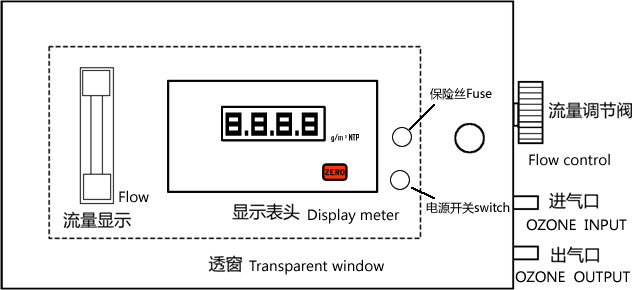 保险丝Fuse
8.8.8.8
g/m³NTP
ZERO
流量调节阀
Flow control
Flow
流量显示
显示表头 Display meter
电源开关switch
进气口
OZONE INPUT
透窗 Transparent window
出气口
OZONE OUTPUT